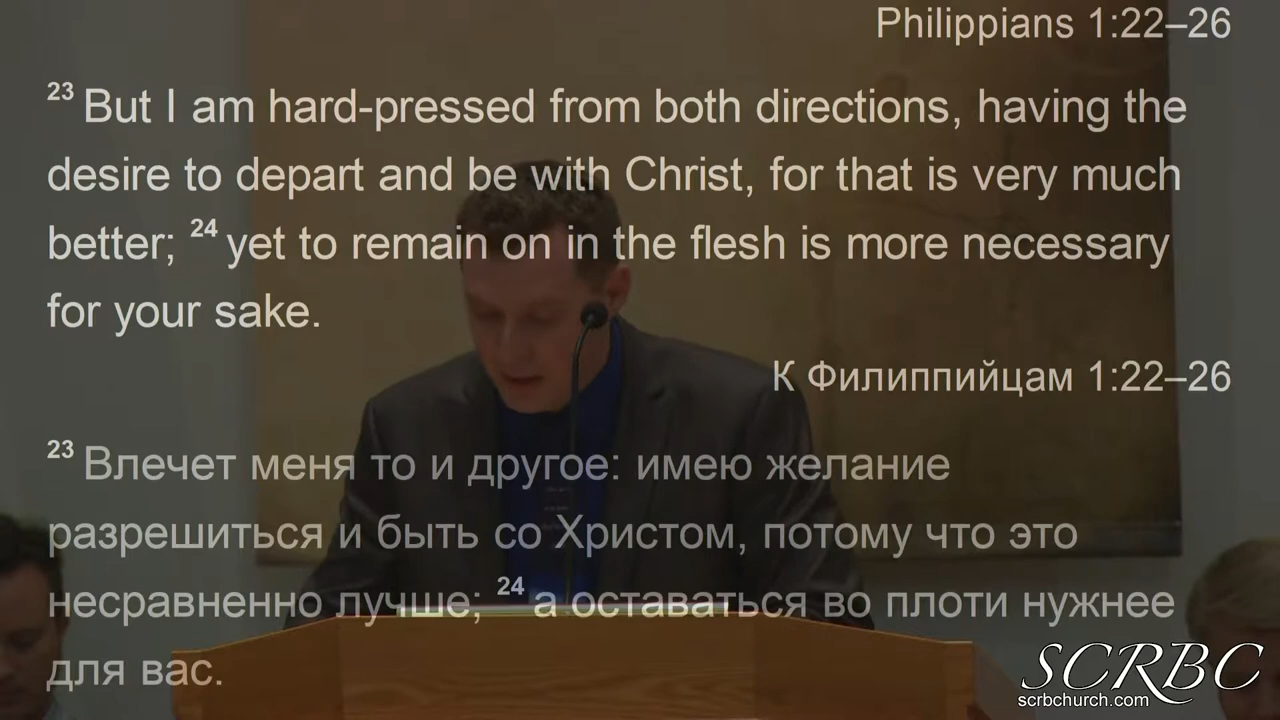 Philippians 1:22–26
23 But I am hard-pressed from both directions, having the
desire to depart and be with Christ, for that is very much
better; 24 yet to remain on in the flesh is more necessary
for your sake.
К Филиппийцам 1:22–26
23 Влечет меня то и другое: имею желание
разрешиться и быть со Христом, потому что это
несравненно лучше; 24 а оставаться во плоти нужнее
для вас.
SCRBC
scrbchurch.com